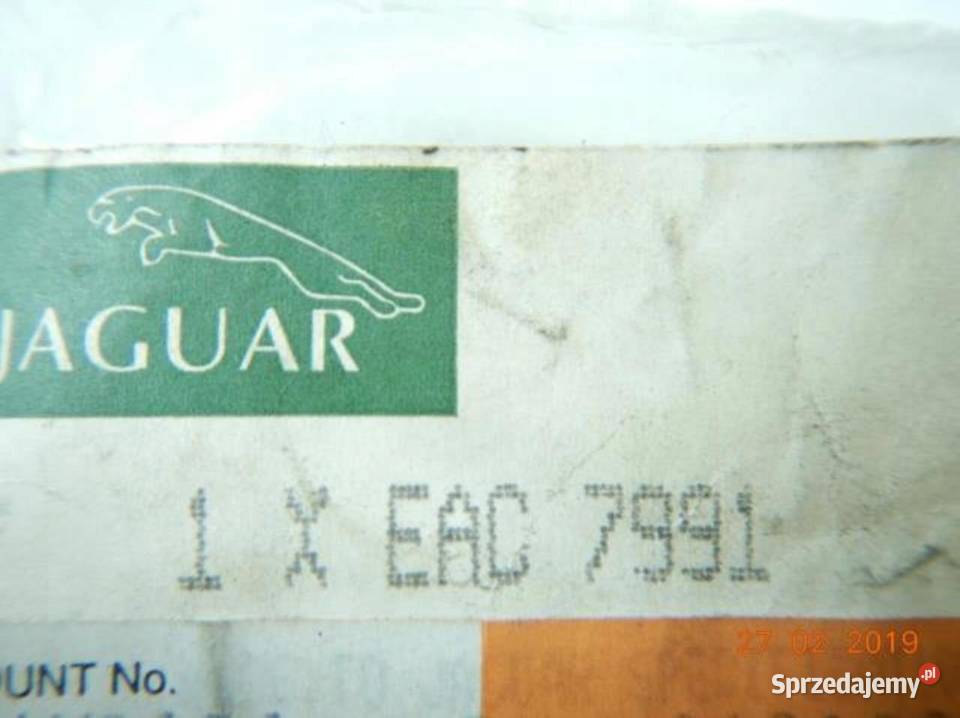 JAGUAR
1 X EAC 7991
OUNT No.
27 02 2019
Sprzedajemy.pl